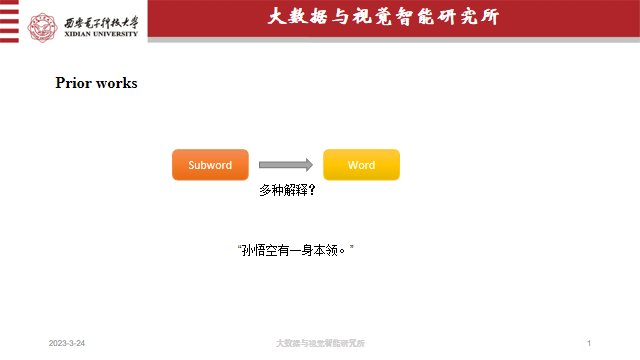 西安电子科技大学
XIDIAN UNIVERSITY
大数据与视觉智能研究所
Prior works
Subword
Word
多种解释？
“孙悟空有一身本领。”
2023-3-24
大数据与视觉智能研究所
1